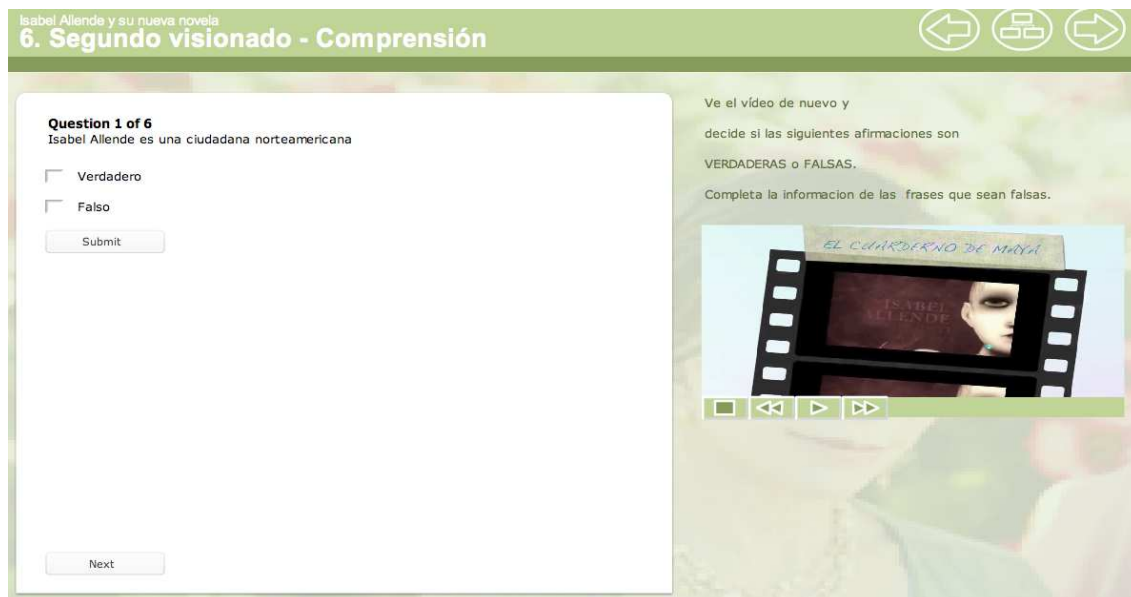 Isabel Allende y su nueva novela
6. Segundo visionado - Comprensión
Question 1 of 6
Isabel Allende es una ciudadana norteamericana
Verdadero
Falso
Submit
Next
Ve el vídeo de nuevo y
decide si las siguientes afirmaciones son
VERDADERAS o FALSAS.
Completa la informacion de las frases que sean falsas.
EL CUARDERNO DE MAYA
ISABEL
ALLENDE